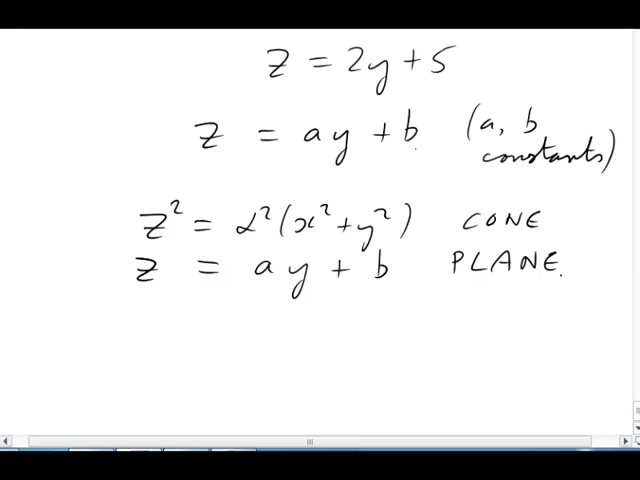 z = 2y + 5
z = ay + b (a, b constants)
z² = α²(x² + y²) CONE
z = ay + b PLANE.